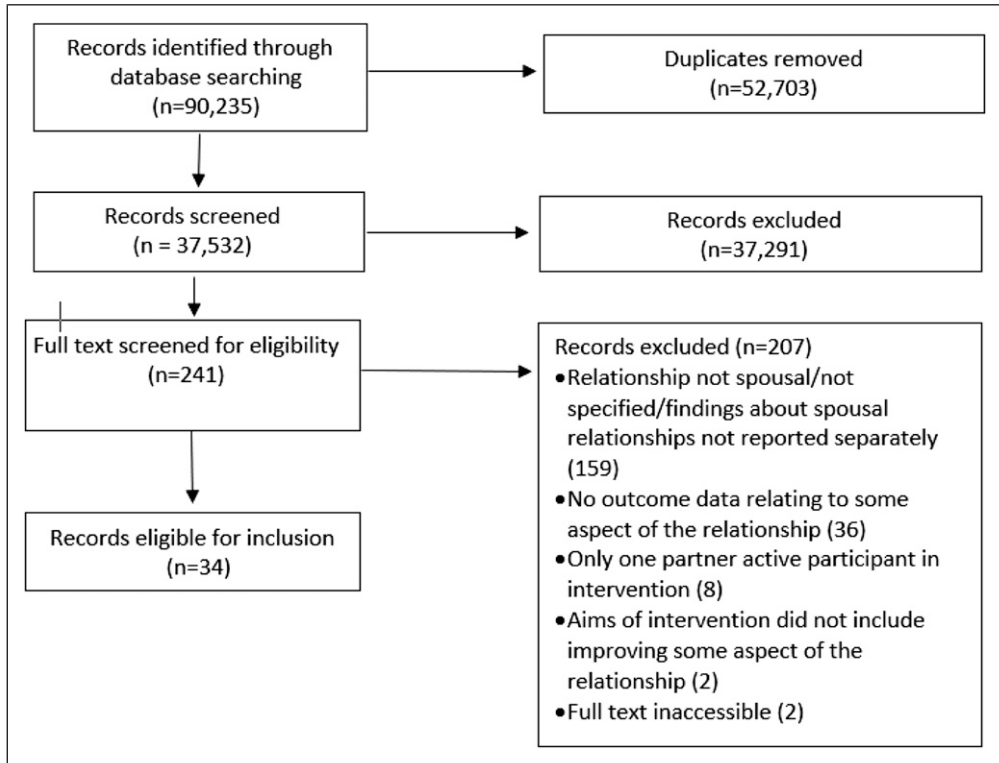 Records identified through
database searching
(n=90,235)
Duplicates removed
(n=52,703)
Records screened
(n = 37,532)
Records excluded
(n=37,291)
Full text screened for eligibility
(n=241)
Records excluded (n=207)
•Relationship not spousal/not
specified/findings about spousal
relationships not reported separately
(159)
•No outcome data relating to some
aspect of the relationship (36)
•Only one partner active participant in
intervention (8)
•Aims of intervention did not include
improving some aspect of the
relationship (2)
•Full text inaccessible (2)
Records eligible for inclusion
(n=34)